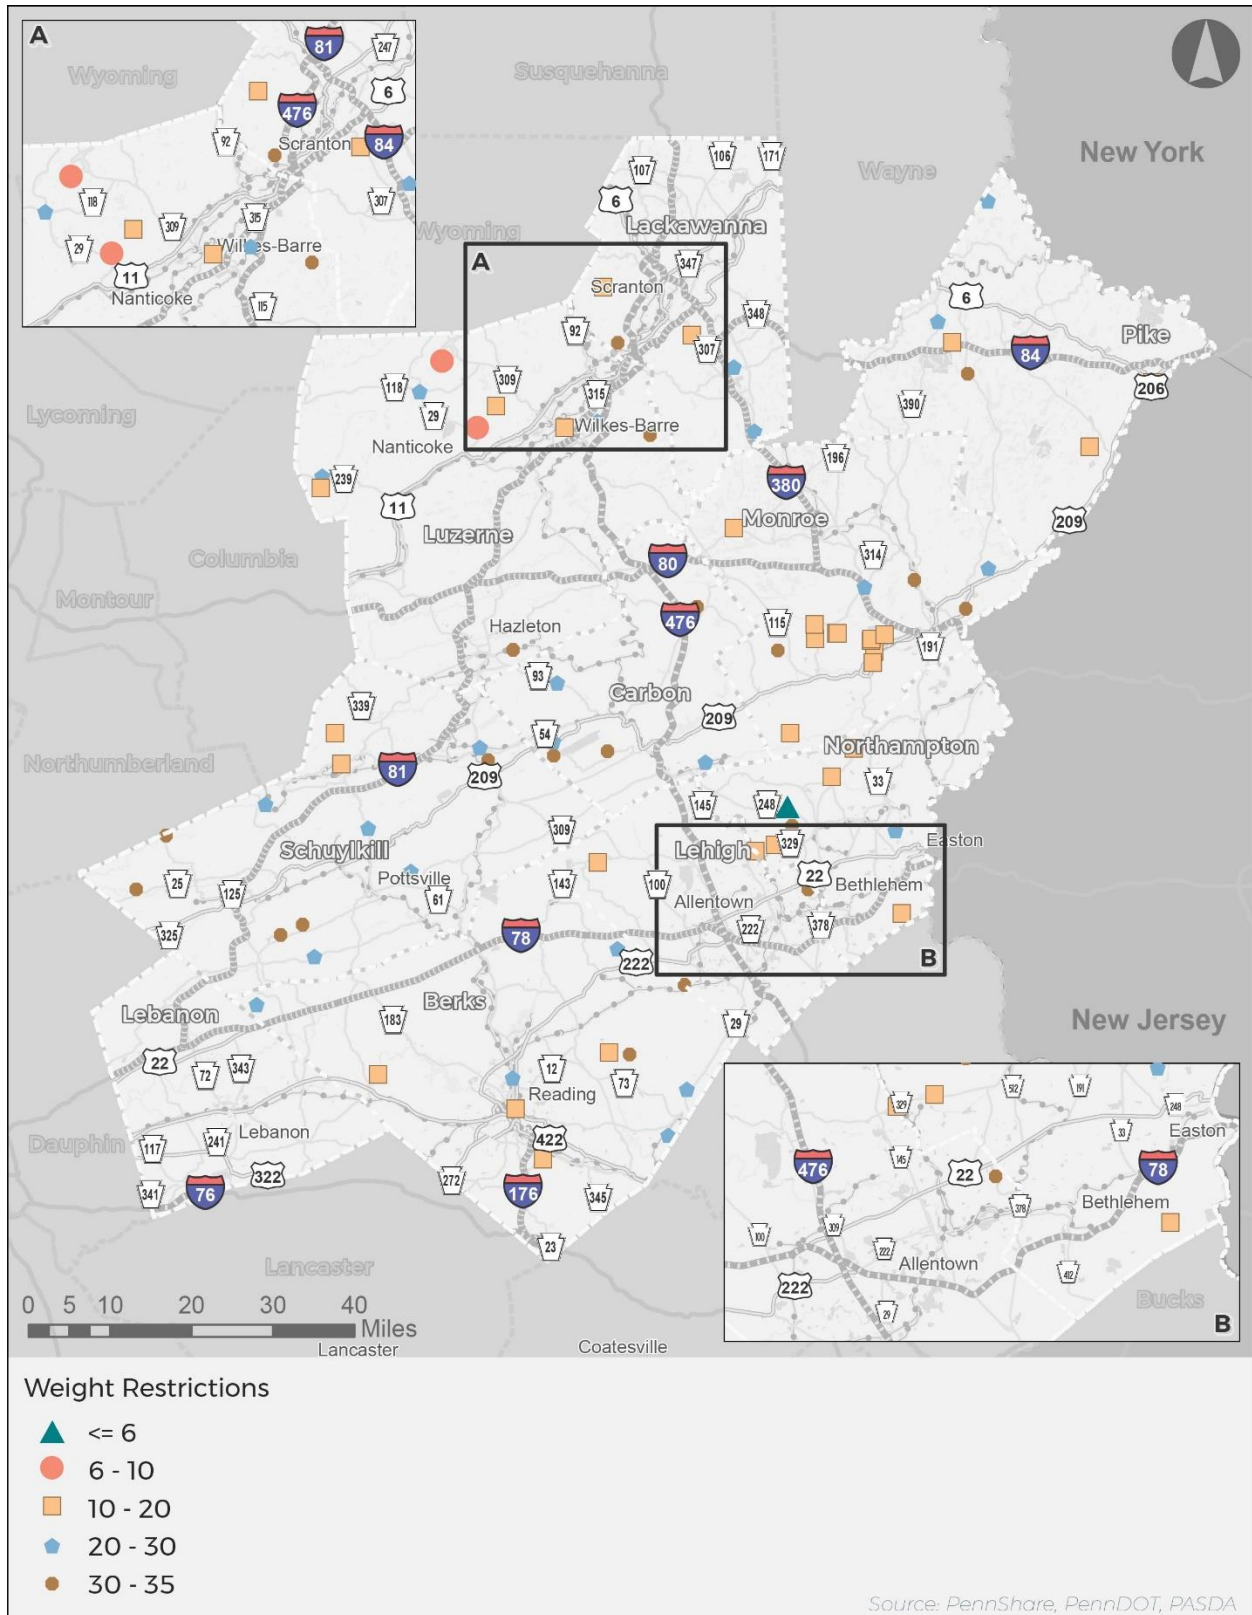 A
81
247
Wyoming
6
476
92
Scranton
84
118
307
315
309
29
Wilkes-Barre
11
Nanticoke
115
Susquehanna
New York
107
106
171
Wayne
6
Lackawanna
Wyoming
A
347
Scranton
348
92
307
6
Pike
84
206
118
309
315
390
29
Wilkes-Barre
Lycoming
Nanticoke
196
239
380
11
Monroe
209
Luzerne
314
Columbia
80
Montour
476
115
Hazleton
191
93
Carbon
339
209
54
Northampton
Northumberland
81
209
33
145
248
309
Schuylkill
Lehigh
329
Easton
Pottsville
22
25
125
143
100
Bethlehem
61
Allentown
222
378
325
78
222
B
Berks
Lebanon
183
29
New Jersey
22
72
343
12
73
Reading
Dauphin
117
241
Lebanon
422
341
76
322
272
176
345
23
Lancaster
329
512
191
248
33
Easton
145
476
22
78
378
Bethlehem
100
309
222
Allentown
412
222
29
Bucks
B
0 5 10 20 30 40
Miles
Lancaster
Coatesville
Weight Restrictions
<= 6
6 - 10
10 - 20
20 - 30
30 - 35
Source: PennShare, PennDOT, PASDA